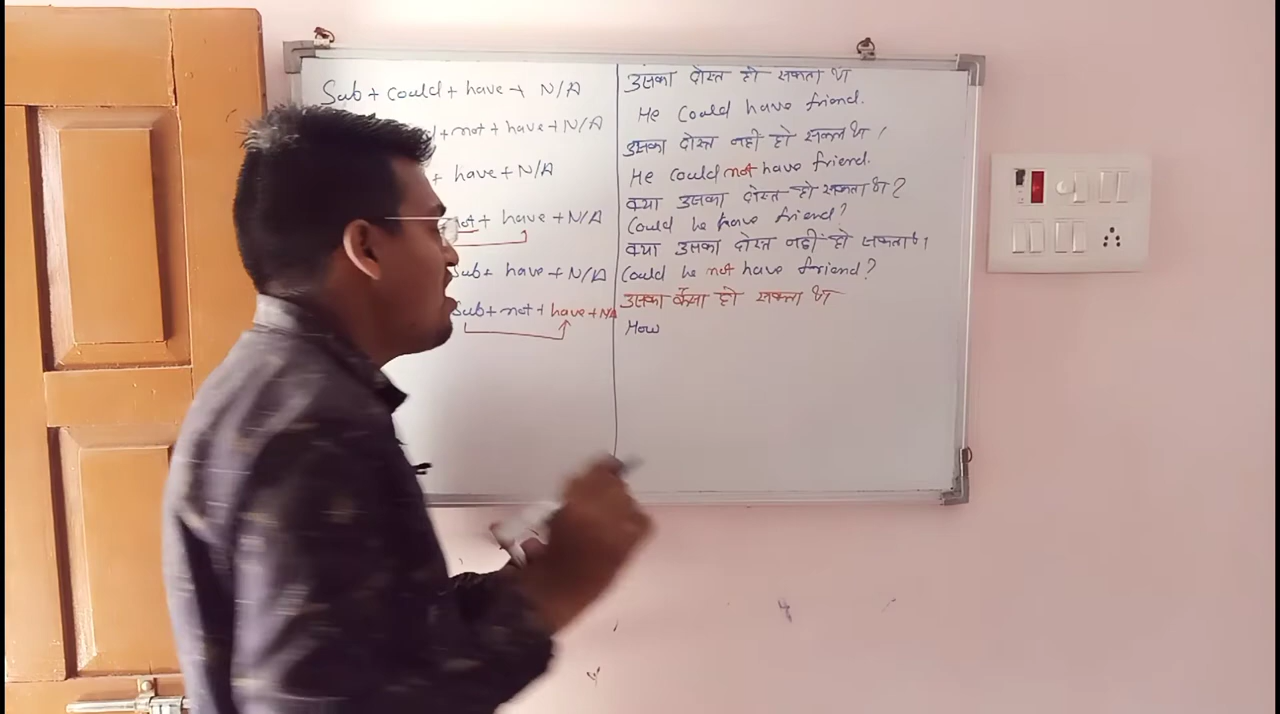 Sub + could + have + N/A
+ not + have + N/A
+ have + N/A
not + have + N/A
Sub + have + N/A
Sub + not + have + NA
उसका दोस्त हो सकता था
He Could have friend.
उसका दोस्त नहीं हो सकता था।
He Could not have friend.
क्या उसका दोस्त हो सकता था?
Could he have friend?
क्या उसका दोस्त नहीं हो सकता था।
Could he not have friend?
उसका कैसा हो सकता था
How